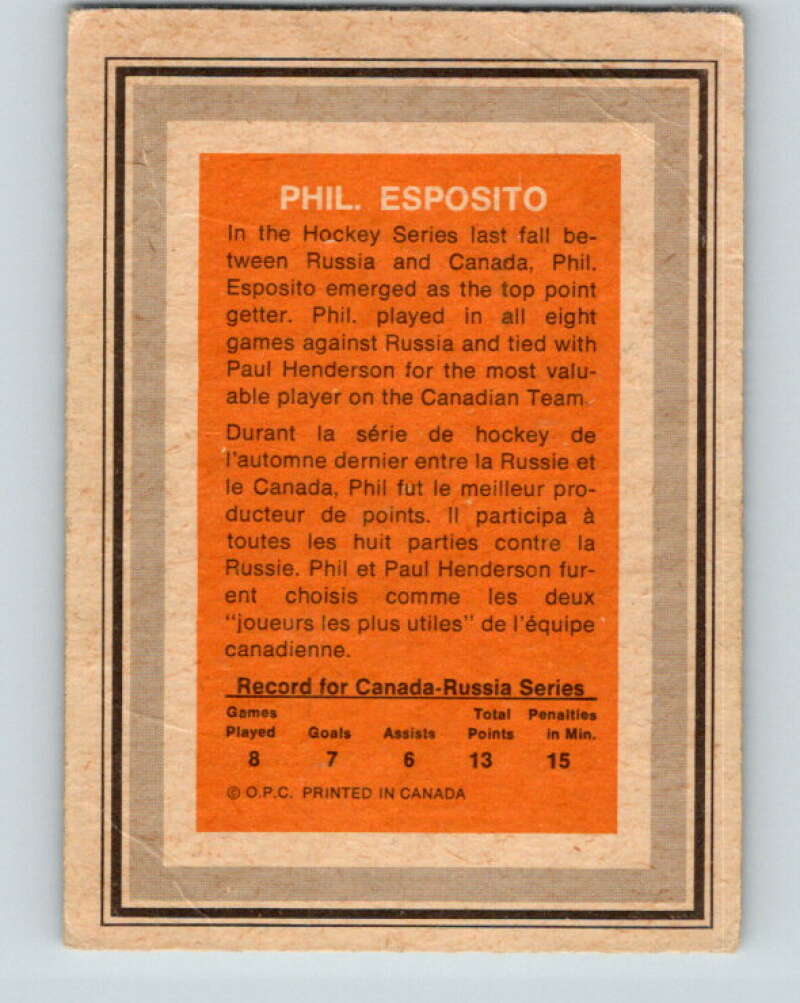 PHIL. ESPOSITO
In the Hockey Series last fall be-
tween Russia and Canada, Phil.
Esposito emerged as the top point
getter. Phil. played in all eight
games against Russia and tied with
Paul Henderson for the most valu-
able player on the Canadian Team.
Durant la série de hockey de
l'automne dernier entre la Russie et
le Canada, Phil fut le meilleur pro-
ducteur de points. Il participa à
toutes les huit parties contre la
Russie. Phil et Paul Henderson fur-
ent choisis comme les deux
"joueurs les plus utiles" de l'équipe
canadienne.
Record for Canada-Russia Series
Games Total Penalties
Played Goals Assists Points in Min.
8 7 6 13 15
© O.P.C. PRINTED IN CANADA